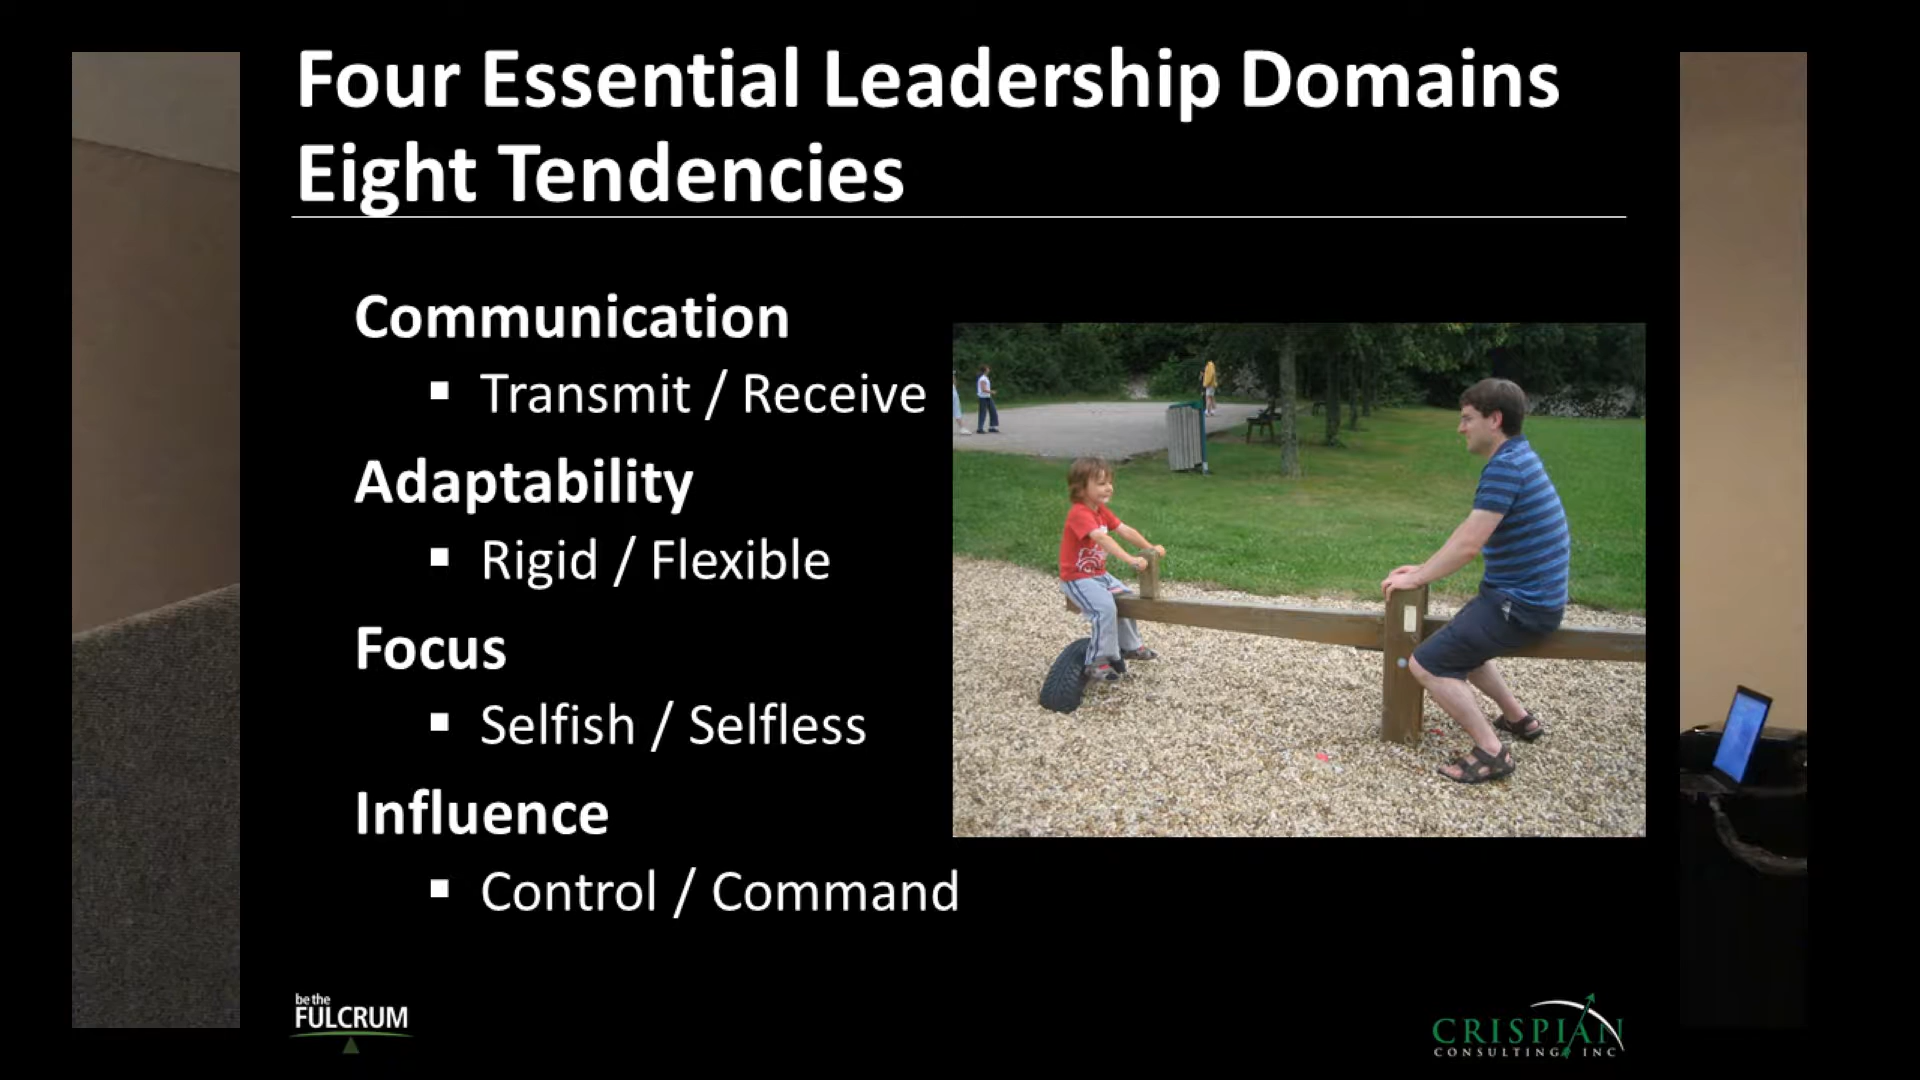 Four Essential Leadership Domains
Eight Tendencies
Communication
▪ Transmit / Receive
Adaptability
▪ Rigid / Flexible
Focus
▪ Selfish / Selfless
Influence
▪ Control / Command
be the
FULCRUM
CRISPIAN
CONSULTING, INC